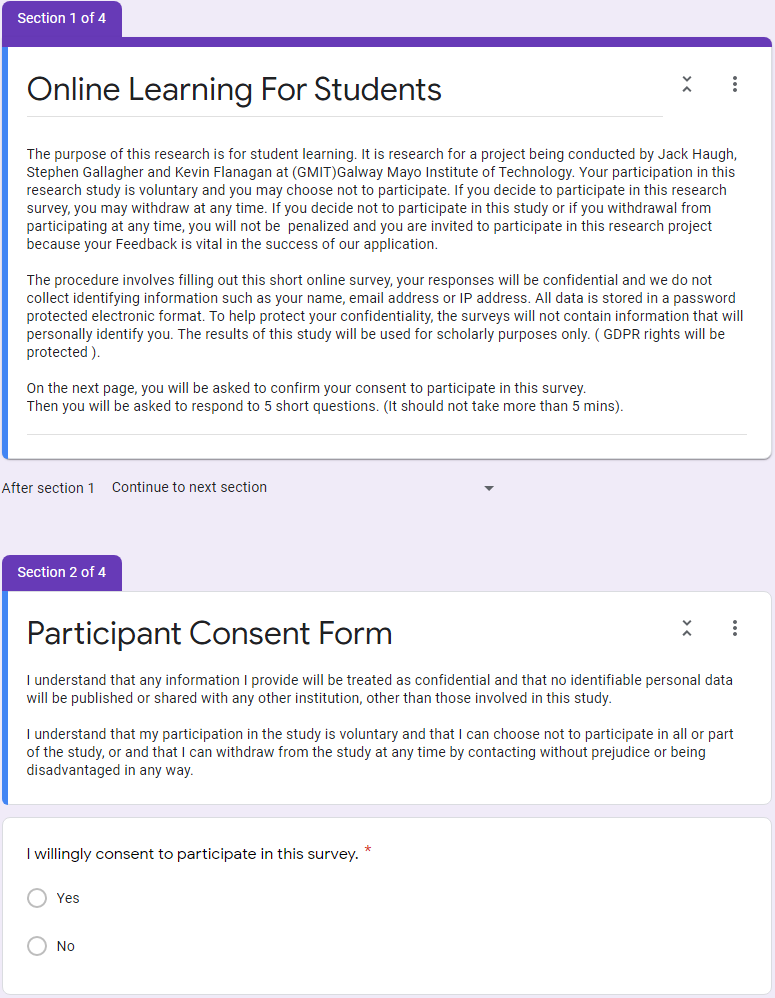 Section 1 of 4
Online Learning For Students
The purpose of this research is for student learning. It is research for a project being conducted by Jack Haugh,
Stephen Gallagher and Kevin Flanagan at (GMIT)Galway Mayo Institute of Technology. Your participation in this
research study is voluntary and you may choose not to participate. If you decide to participate in this research
survey, you may withdraw at any time. If you decide not to participate in this study or if you withdrawal from
participating at any time, you will not be  penalized and you are invited to participate in this research project
because your Feedback is vital in the success of our application.
The procedure involves filling out this short online survey, your responses will be confidential and we do not
collect identifying information such as your name, email address or IP address. All data is stored in a password
protected electronic format. To help protect your confidentiality, the surveys will not contain information that will
personally identify you. The results of this study will be used for scholarly purposes only. ( GDPR rights will be
protected ).
On the next page, you will be asked to confirm your consent to participate in this survey.
Then you will be asked to respond to 5 short questions. (It should not take more than 5 mins).
After section 1 Continue to next section
Section 2 of 4
Participant Consent Form
I understand that any information I provide will be treated as confidential and that no identifiable personal data
will be published or shared with any other institution, other than those involved in this study.
I understand that my participation in the study is voluntary and that I can choose not to participate in all or part
of the study, or and that I can withdraw from the study at any time by contacting without prejudice or being
disadvantaged in any way.
I willingly consent to participate in this survey. *
Yes
No